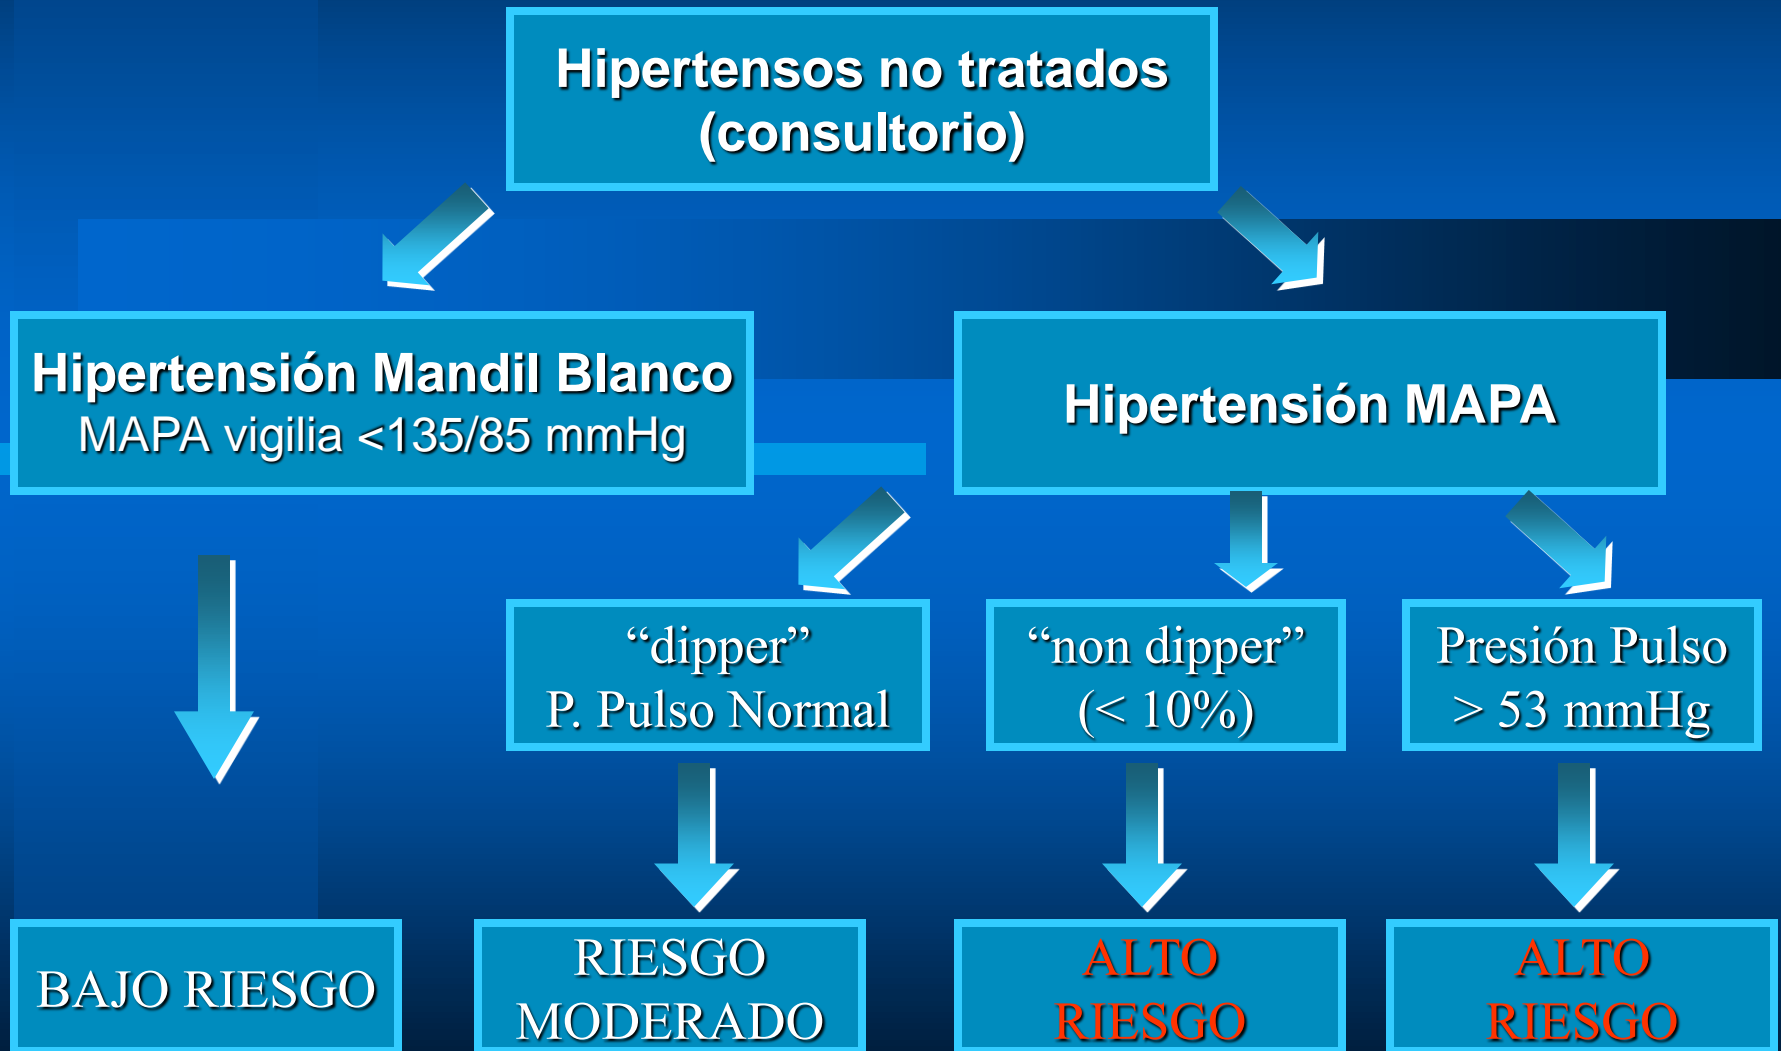 Hipertensos no tratados
(consultorio)
Hipertensión Mandil Blanco
MAPA vigilia <135/85 mmHg
Hipertensión MAPA
“dipper”
P. Pulso Normal
“non dipper”
(< 10%)
Presión Pulso
> 53 mmHg
BAJO RIESGO
RIESGO
MODERADO
ALTO
RIESGO
ALTO
RIESGO